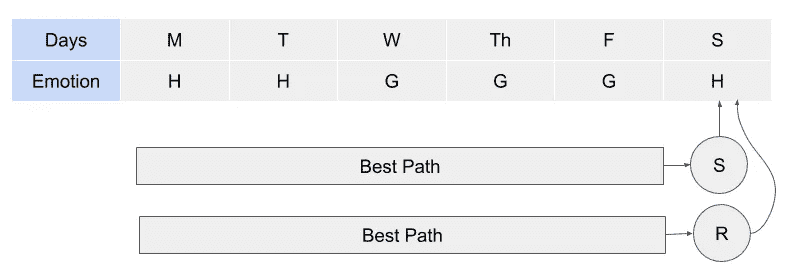 Days M T W Th F S
Emotion H H G G G H
Best Path S
Best Path R